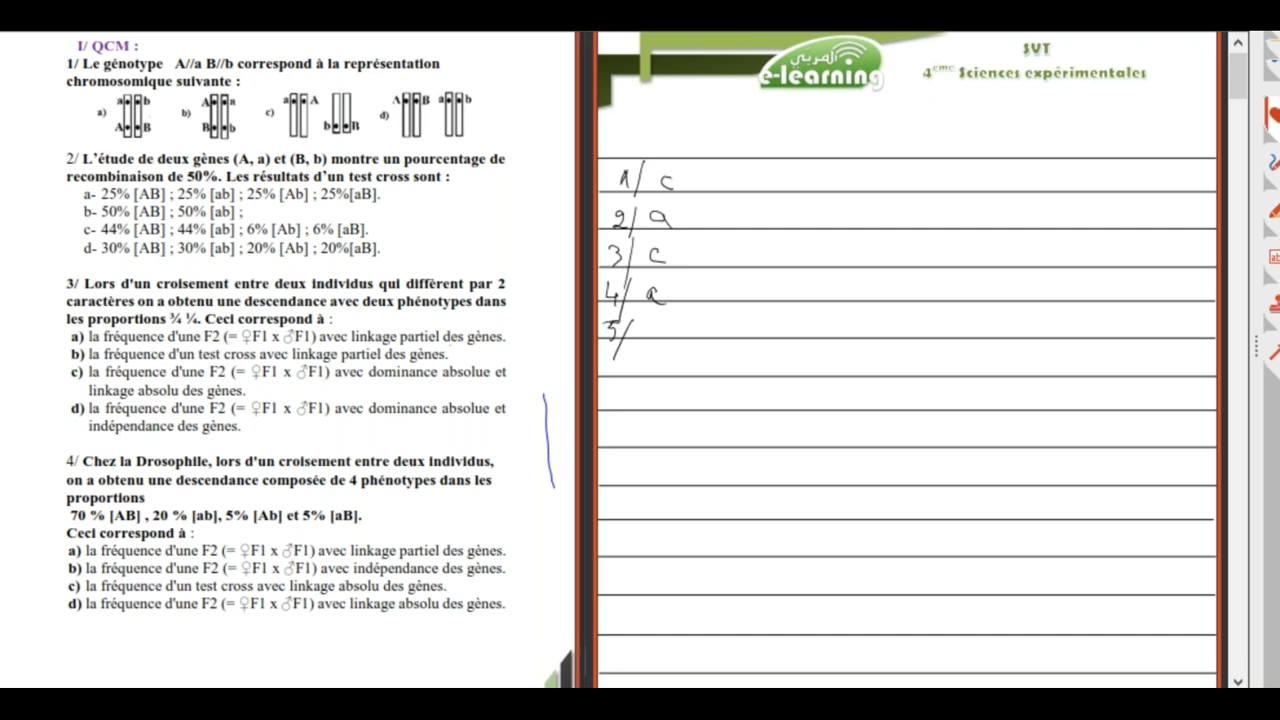 I/ QCM :
1/ Le génotype A//a B//b correspond à la représentation
chromosomique suivante :
a) a b A B b) A a B b c) a A b B d) A B a b
2/ L'étude de deux gènes (A, a) et (B, b) montre un pourcentage de
recombinaison de 50%. Les résultats d'un test cross sont :
a- 25% [AB] ; 25% [ab] ; 25% [Ab] ; 25%[aB].
b- 50% [AB] ; 50% [ab] ;
c- 44% [AB] ; 44% [ab] ; 6% [Ab] ; 6% [aB].
d- 30% [AB] ; 30% [ab] ; 20% [Ab] ; 20%[aB].
3/ Lors d'un croisement entre deux individus qui diffèrent par 2
caractères on a obtenu une descendance avec deux phénotypes dans
les proportions ¾ ¼. Ceci correspond à :
a) la fréquence d'une F2 (= ♀F1 x ♂F1) avec linkage partiel des gènes.
b) la fréquence d'un test cross avec linkage partiel des gènes.
c) la fréquence d'une F2 (= ♀F1 x ♂F1) avec dominance absolue et
linkage absolu des gènes.
d) la fréquence d'une F2 (= ♀F1 x ♂F1) avec dominance absolue et
indépendance des gènes.
4/ Chez la Drosophile, lors d'un croisement entre deux individus,
on a obtenu une descendance composée de 4 phénotypes dans les
proportions
70 % [AB] , 20 % [ab], 5% [Ab] et 5% [aB].
Ceci correspond à :
a) la fréquence d'une F2 (= ♀F1 x ♂F1) avec linkage partiel des gènes.
b) la fréquence d'une F2 (= ♀F1 x ♂F1) avec indépendance des gènes.
c) la fréquence d'un test cross avec linkage absolu des gènes.
d) la fréquence d'une F2 (= ♀F1 x ♂F1) avec linkage absolu des gènes.
العربي
e-learning
SVT
4ème Sciences expérimentales
1/ c
2/ a
3/ c
4/ a
5/